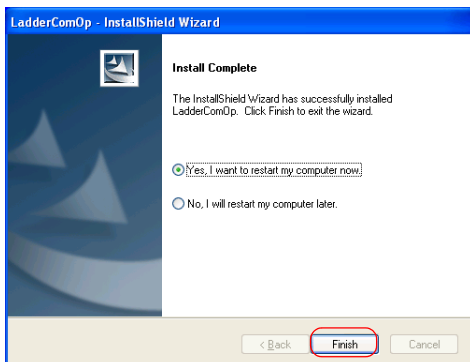 LadderComOp - InstallShield Wizard
Install Complete
The InstallShield Wizard has successfully installed
LadderComOp. Click Finish to exit the wizard.
Yes, I want to restart my computer now.
No, I will restart my computer later.
< Back Finish Cancel